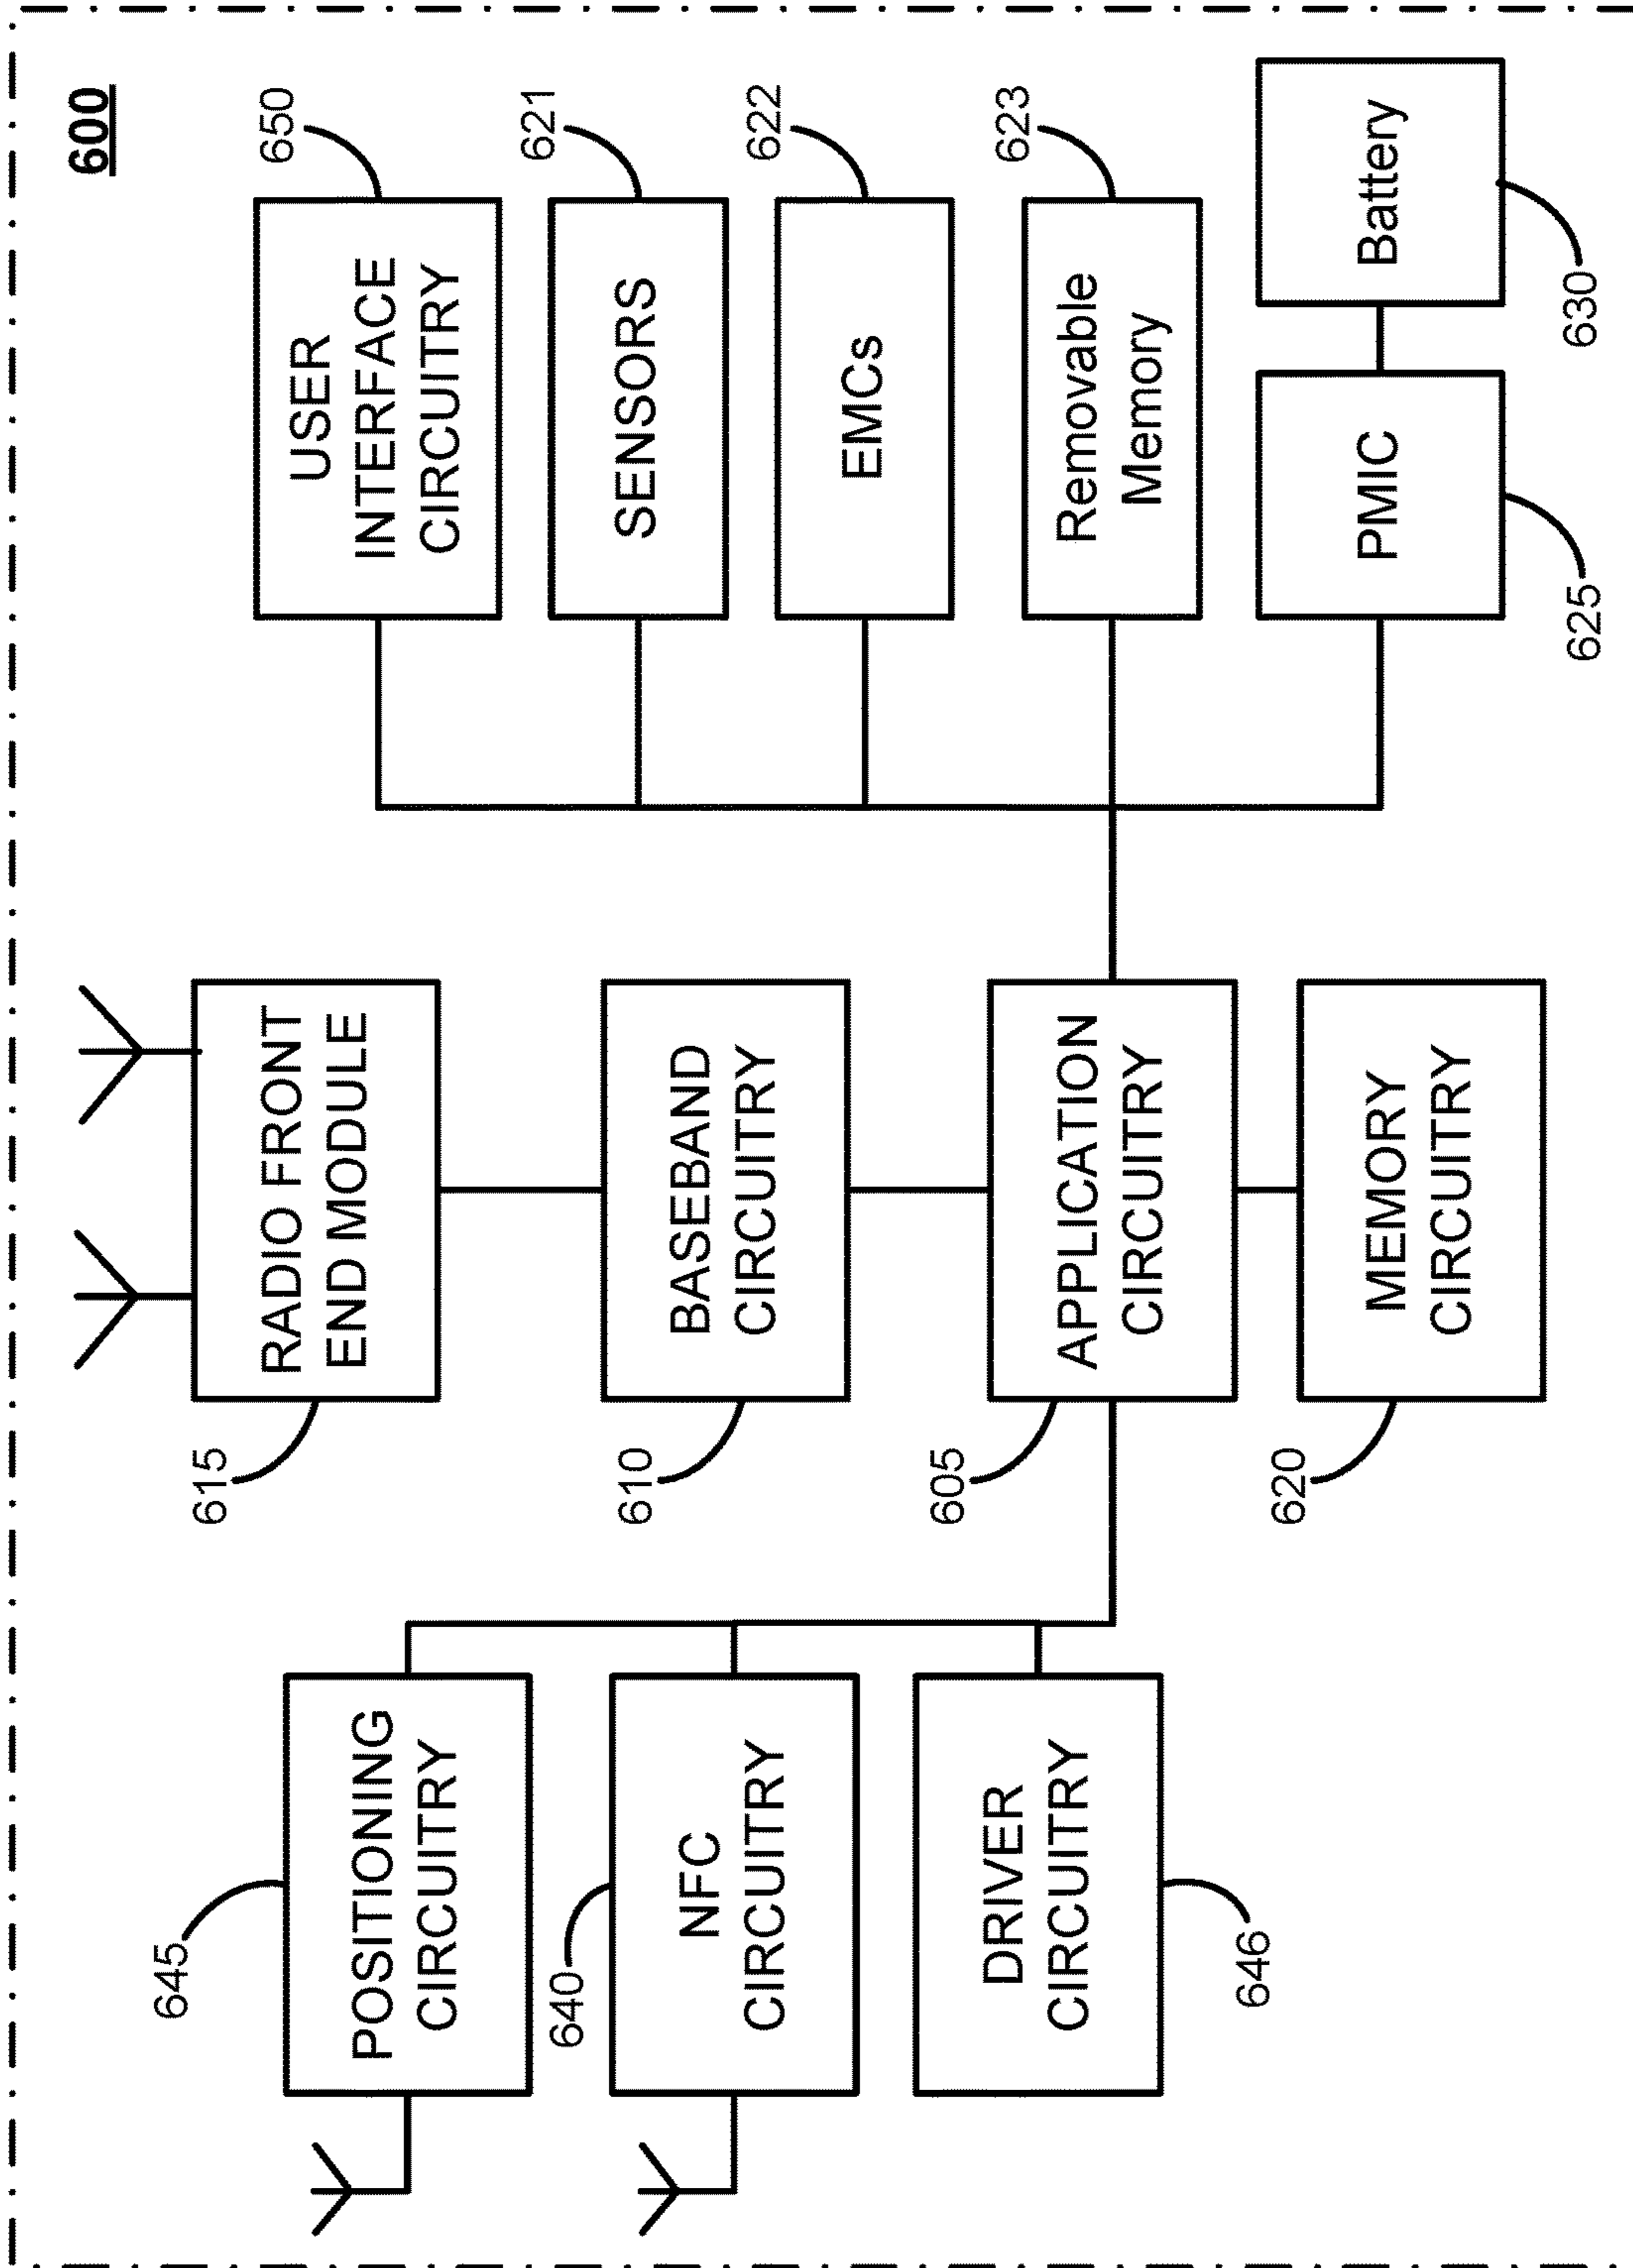 600
645
POSITIONING
CIRCUITRY
640
NFC
CIRCUITRY
DRIVER
CIRCUITRY
646
615
RADIO FRONT
END MODULE
610
BASEBAND
CIRCUITRY
605
APPLICATION
CIRCUITRY
620
MEMORY
CIRCUITRY
650
USER
INTERFACE
CIRCUITRY
621
SENSORS
622
EMCs
623
Removable
Memory
PMIC
625
Battery
630